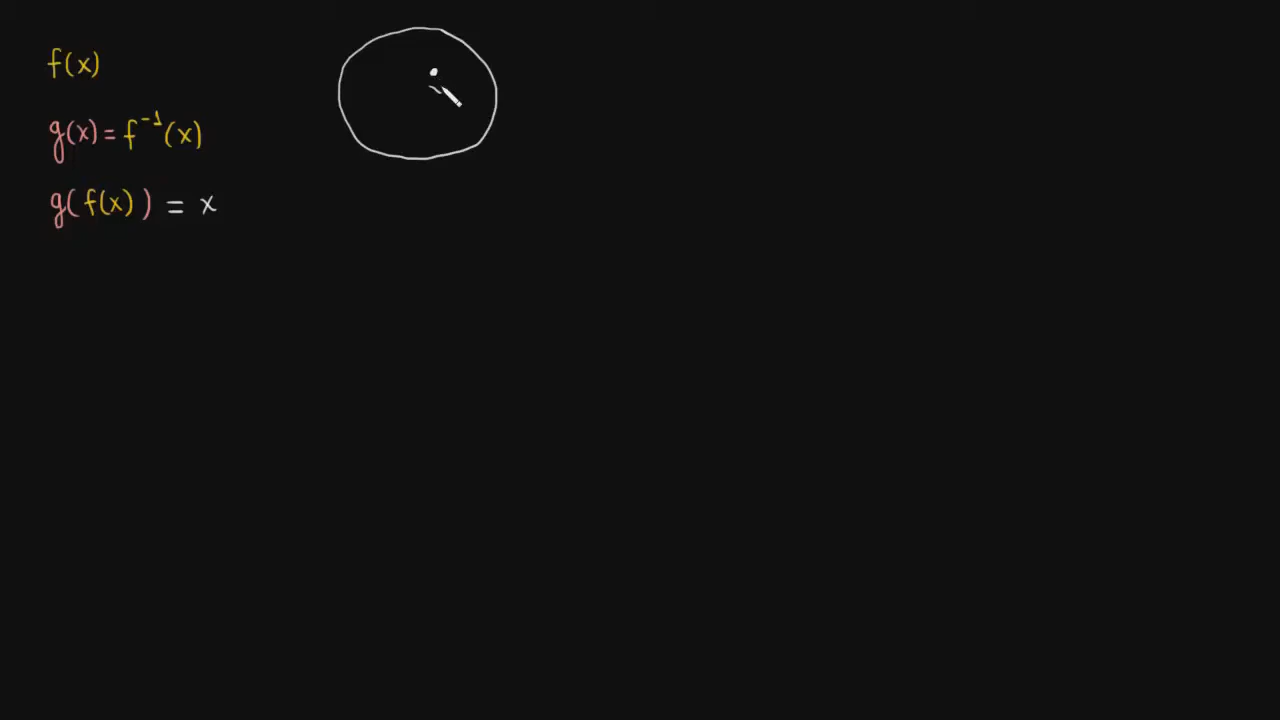 f(x)
g(x) = f⁻¹(x)
g(f(x)) = x